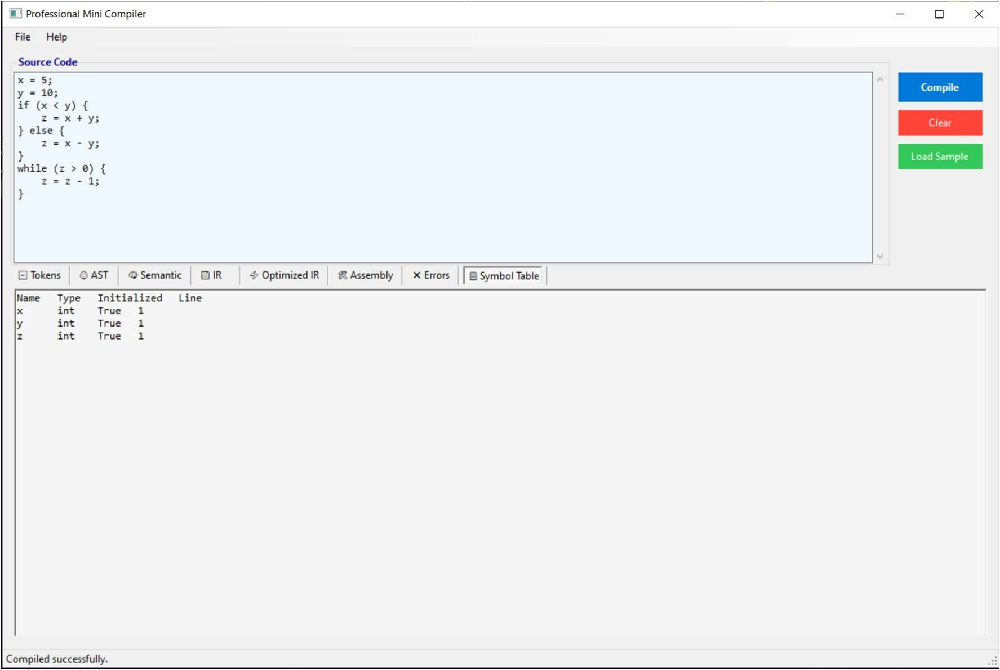 Professional Mini Compiler
File Help
Source Code
x = 5;
y = 10;
if (x < y) {
    z = x + y;
} else {
    z = x - y;
}
while (z > 0) {
    z = z - 1;
}
Compile
Clear
Load Sample
Tokens AST Semantic IR Optimized IR Assembly Errors Symbol Table
Name Type Initialized Line
x int True 1
y int True 1
z int True 1
Compiled successfully.